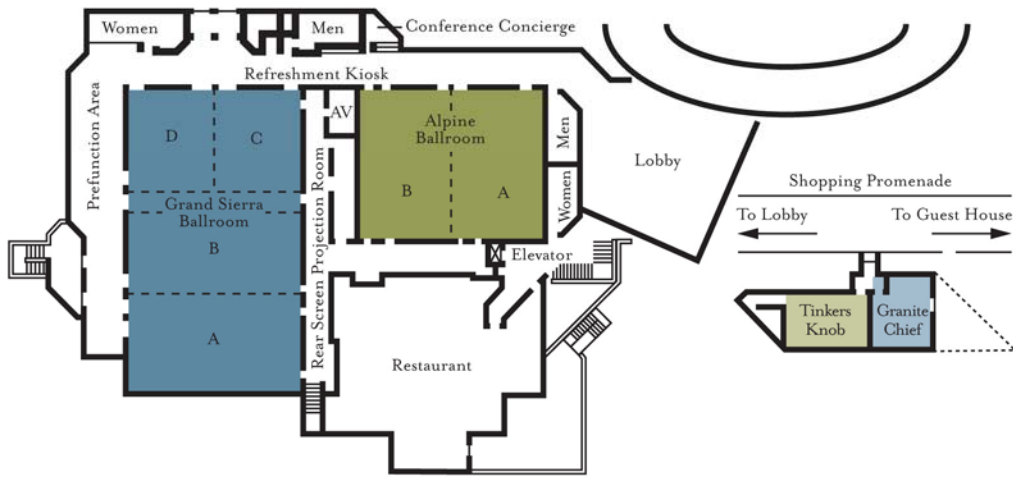 Women
Men
Conference Concierge
Refreshment Kiosk
Prefunction Area
D
C
Grand Sierra
Ballroom
B
A
Rear Screen Projection Room
AV
Alpine
Ballroom
B
A
Men
Women
Lobby
Elevator
Restaurant
Shopping Promenade
To Lobby
To Guest House
Tinkers
Knob
Granite
Chief